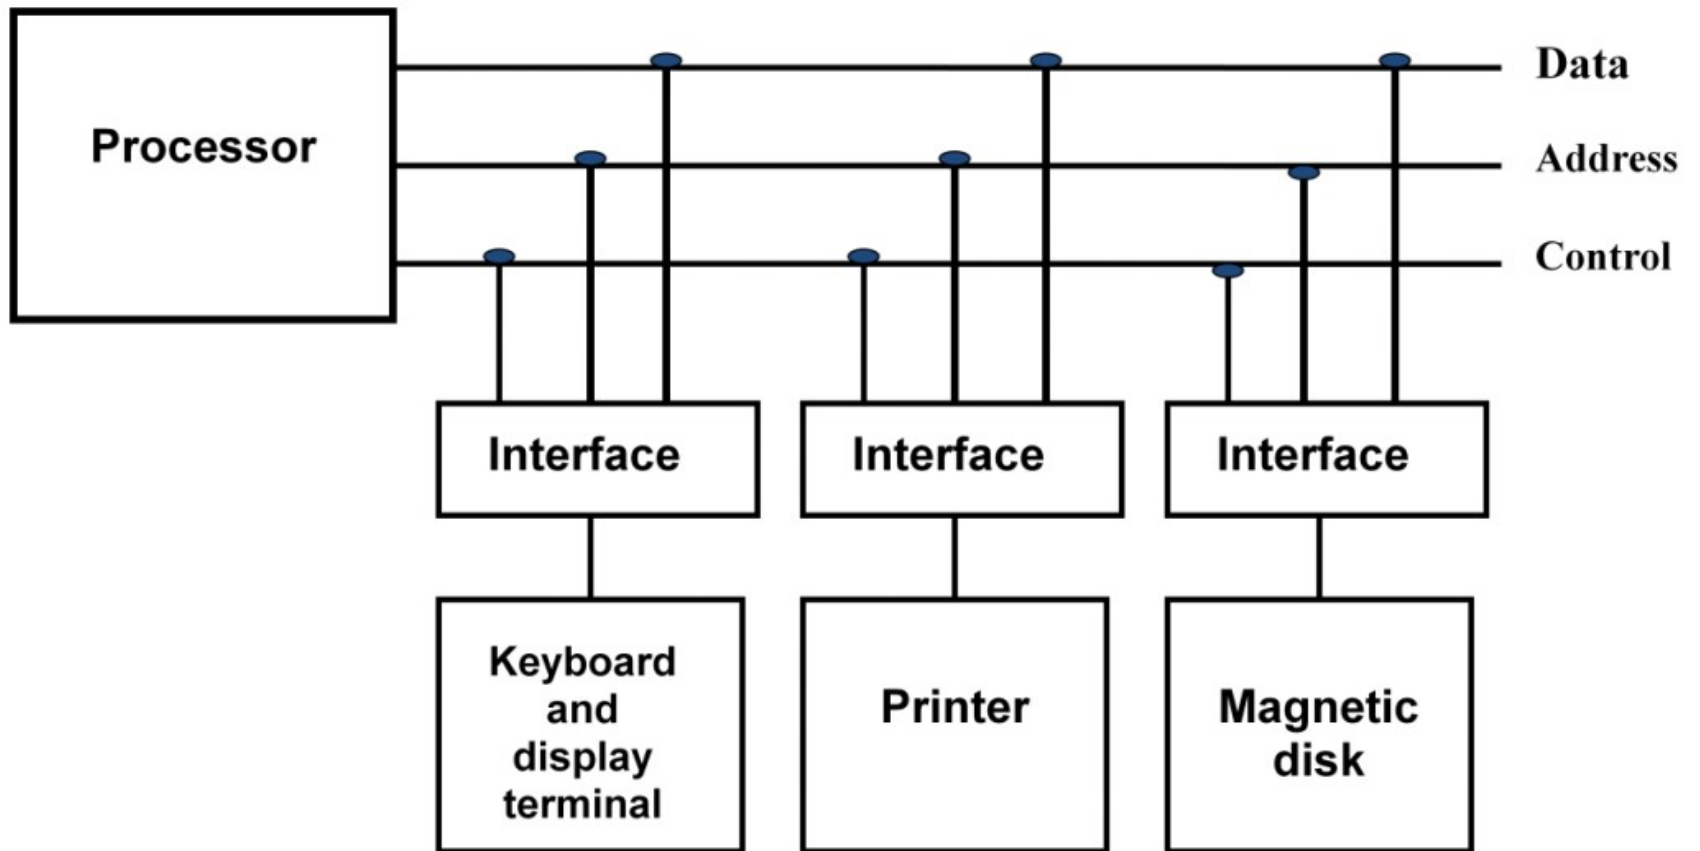 Processor
Data
Address
Control
Interface
Interface
Interface
Keyboard
and
display
terminal
Printer
Magnetic
disk